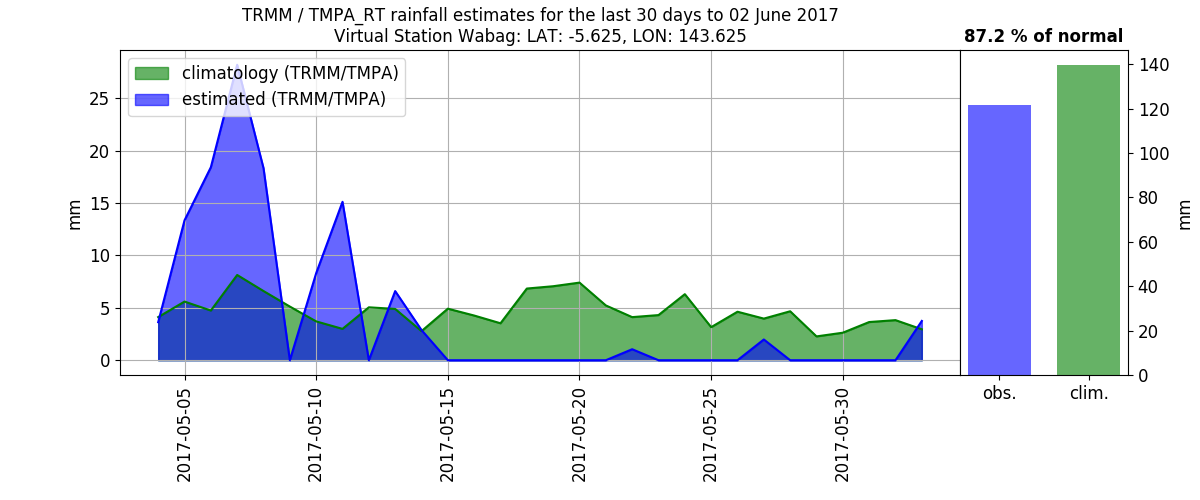 TRMM / TMPA_RT rainfall estimates for the last 30 days to 02 June 2017
Virtual Station Wabag: LAT: -5.625, LON: 143.625
87.2 % of normal
climatology (TRMM/TMPA)
estimated (TRMM/TMPA)
mm
25
20
15
10
5
0
2017-05-05
2017-05-10
2017-05-15
2017-05-20
2017-05-25
2017-05-30
140
120
100
80
60
40
20
0
mm
obs.
clim.